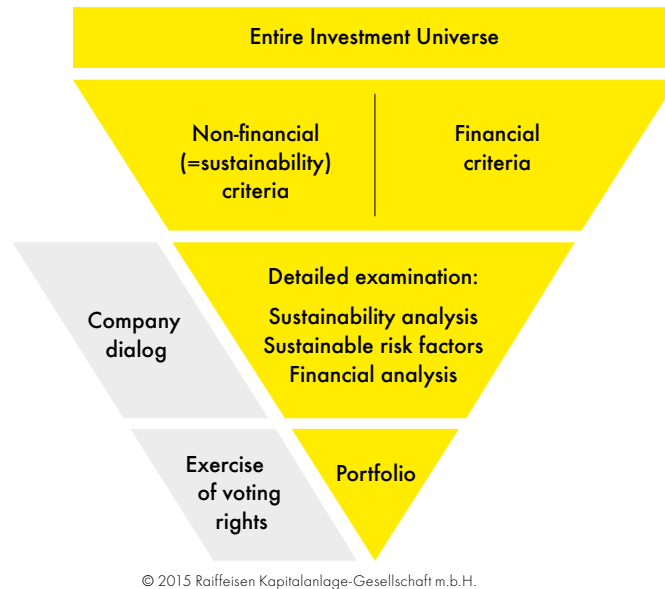 Entire Investment Universe
Non-financial
(=sustainability)
criteria
Financial
criteria
Detailed examination:
Sustainability analysis
Sustainable risk factors
Financial analysis
Company
dialog
Exercise
of voting
rights
Portfolio
© 2015 Raiffeisen Kapitalanlage-Gesellschaft m.b.H.